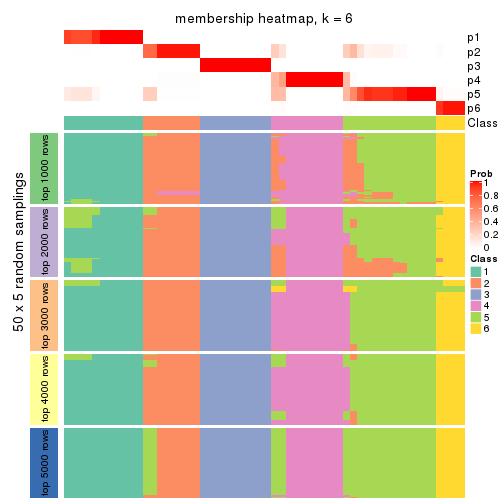 membership heatmap, k = 6
p1
p2
p3
p4
p5
p6
Class
50 x 5 random samplings
top 1000 rows
top 2000 rows
top 3000 rows
top 4000 rows
top 5000 rows
Prob
1
0.8
0.6
0.4
0.2
0
Class
1
2
3
4
5
6